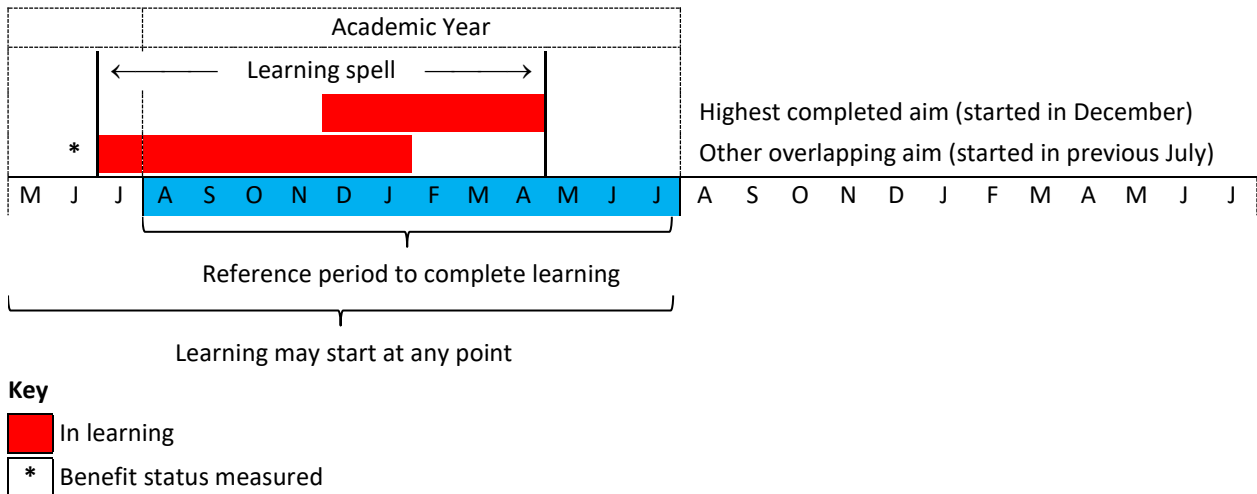 Academic Year
← Learning spell →
Highest completed aim (started in December)
* Other overlapping aim (started in previous July)
M J J A S O N D J F M A M J J A S O N D J F M A M J J
Reference period to complete learning
Learning may start at any point
Key
In learning
* Benefit status measured